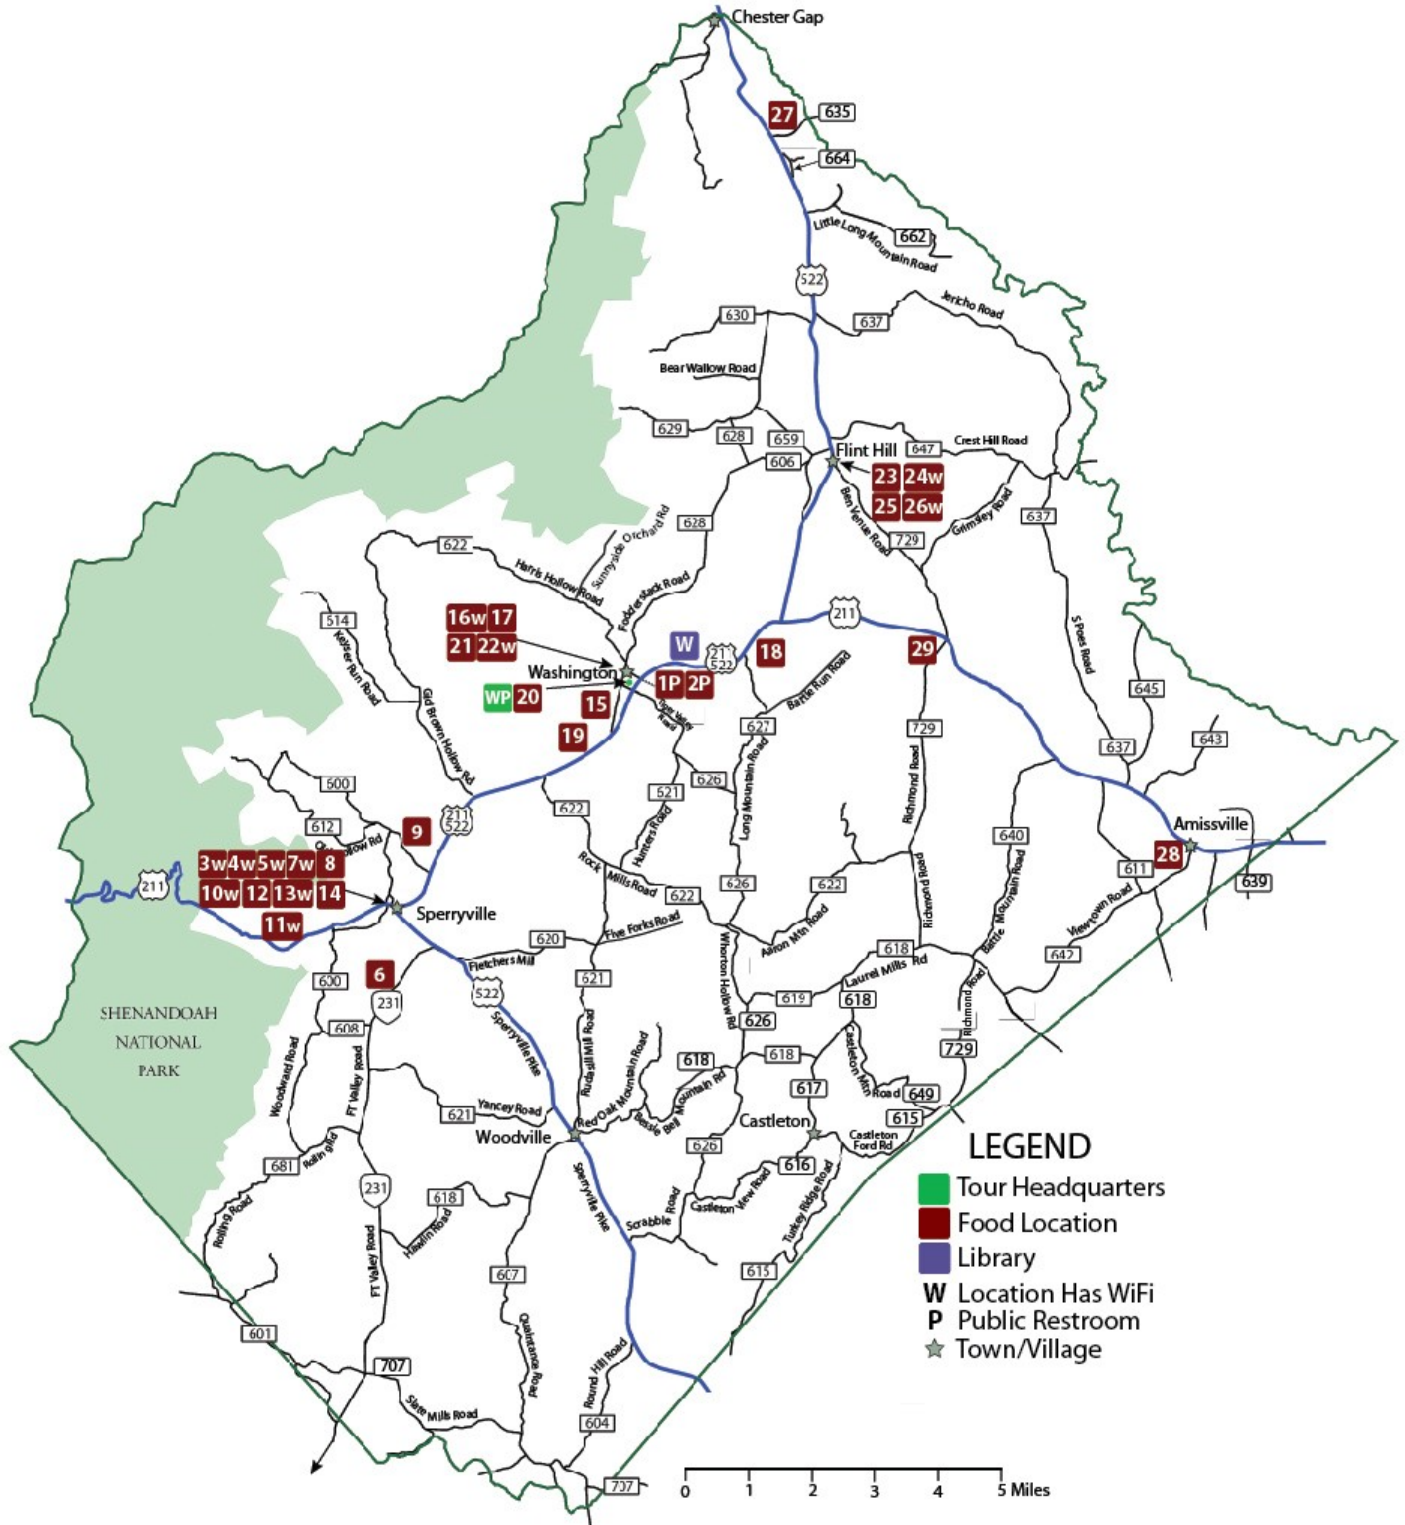 Chester Gap
27
635
664
Little Long Mountain Road
662
522
Jericho Road
630
637
Bear Wallow Road
629
628
659
606
Flint Hill
647
Crest Hill Road
23 24w
25 26w
Ben Venue Road
729
Grimsley Road
637
628
Sunnyside Orchard Rd
622
Harris Hollow Road
Fodderstack Road
514
Keyser Run Road
16w 17
21 22w
Washington
WP 20
W
211
522
1P 2P
18
211
29
15
19
Gid Brown Hollow Rd
Battle Run Road
627
S Poes Road
645
637
643
729
Richmond Road
626
521
Long Mountain Road
Hunters Road
622
600
612
9
211
522
3w 4w 5w 7w 8
10w 12 13w 14
11w
211
Sperryville
Rock Mills Road
622
626
622
Aaron Mtn Road
Richmond Road
640
Battle Mountain Road
Amissville
28
611
639
Viewtown Road
642
620
Five Forks Road
Fletchers Mill
6
231
600
522
621
Whorton Hollow Rd
618
Laurel Mills Rd
619
618
626
Richmond Road
729
SHENANDOAH
NATIONAL
PARK
608
Woodward Road
FT Valley Road
Sperryville Pike
Rudasill Mill Road
Red Oak Mountain Road
618
618
Bessie Bell Mountain Rd
617
Castleton Mtn Road
649
615
621
Yancey Road
Woodville
Castleton
Castleton
Ford Rd
626
616
Castleton View Road
Turkey Ridge Road
681
Rolling Rd
Rolling Road
231
618
Hawlin Road
FT Valley Road
Sperryville Pike
Scrabble Road
615
607
Quaintance Road
601
707
Slate Mills Road
Round Hill Road
604
707
LEGEND
Tour Headquarters
Food Location
Library
W Location Has WiFi
P Public Restroom
Town/Village
0 1 2 3 4 5 Miles